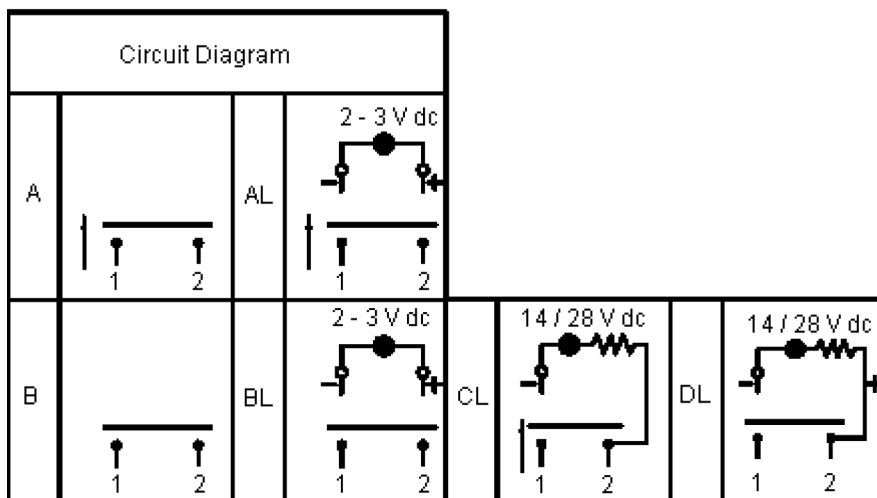 Circuit Diagram
2 - 3 V dc
A
AL
1 2
1 2
2 - 3 V dc
14 / 28 V dc
14 / 28 V dc
B
BL
CL
DL
1 2
1 2
1 2
1 2